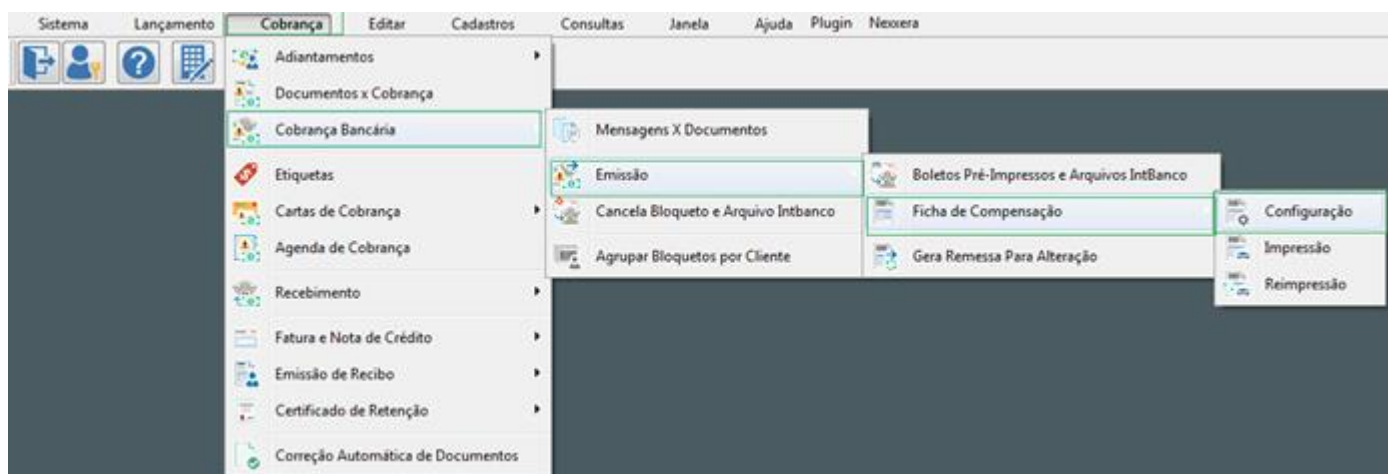 Sistema Lançamento Cobrança Editar Cadastros Consultas Janela Ajuda Plugin Nexxera
Adiantamentos
Documentos x Cobrança
Cobrança Bancária
Etiquetas
Cartas de Cobrança
Agenda de Cobrança
Recebimento
Fatura e Nota de Crédito
Emissão de Recibo
Certificado de Retenção
Correção Automática de Documentos
Mensagens X Documentos
Emissão
Cancela Bloqueto e Arquivo Intbanco
Agrupar Bloquetos por Cliente
Boletos Pré-Impressos e Arquivos IntBanco
Ficha de Compensação
Gera Remessa Para Alteração
Configuração
Impressão
Reimpressão